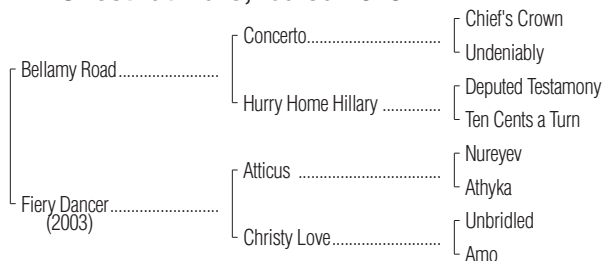 Chief's Crown
Concerto
Undeniably
Bellamy Road
Deputed Testamony
Hurry Home Hillary
Ten Cents a Turn
Nureyev
Atticus
Athyka
Fiery Dancer
(2003)
Unbridled
Christy Love
Amo